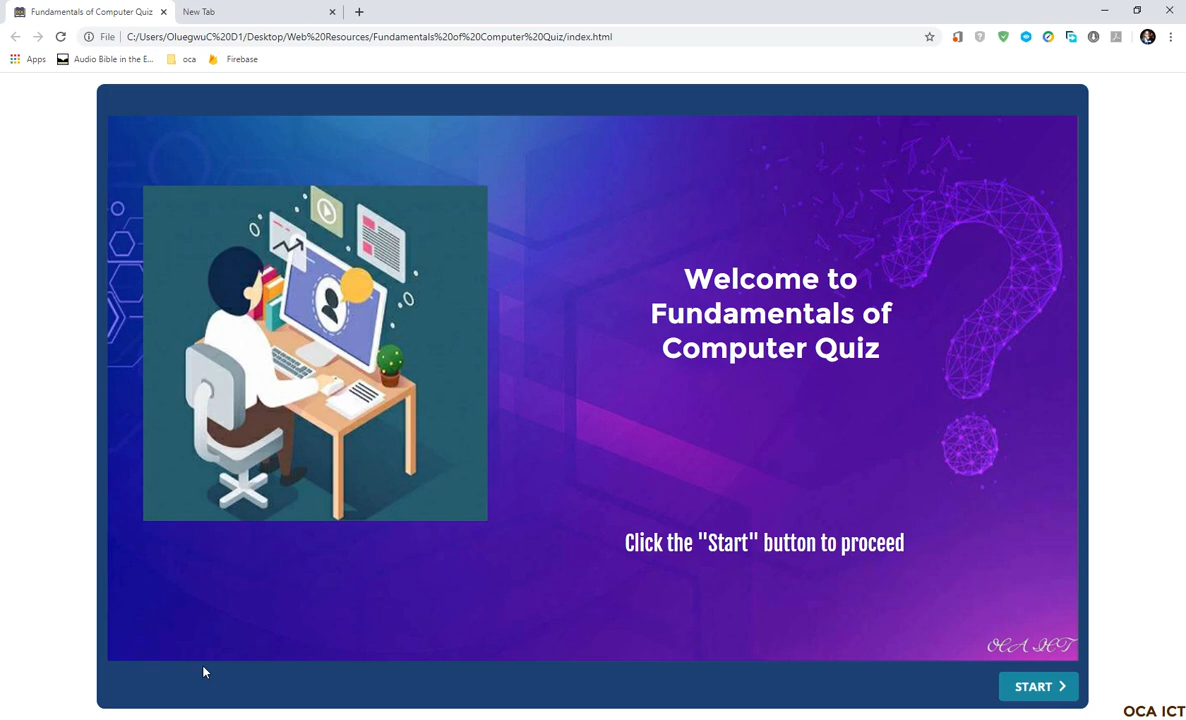 Fundamentals of Computer Quiz
New Tab
File
C:/Users/OluegwuC%20D1/Desktop/Web%20Resources/Fundamentals%20of%20Computer%20Quiz/index.html
Apps
Audio Bible in the E...
oca
Firebase
Welcome to
Fundamentals of
Computer Quiz
Click the "Start" button to proceed
OCA ICT
START
OCA ICT